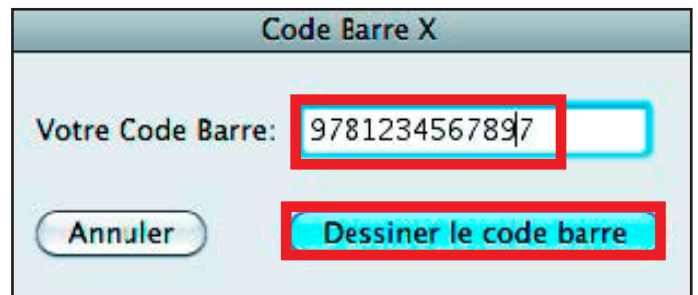 Code Barre X
Votre Code Barre: 9781234567897
Annuler Dessiner le code barre